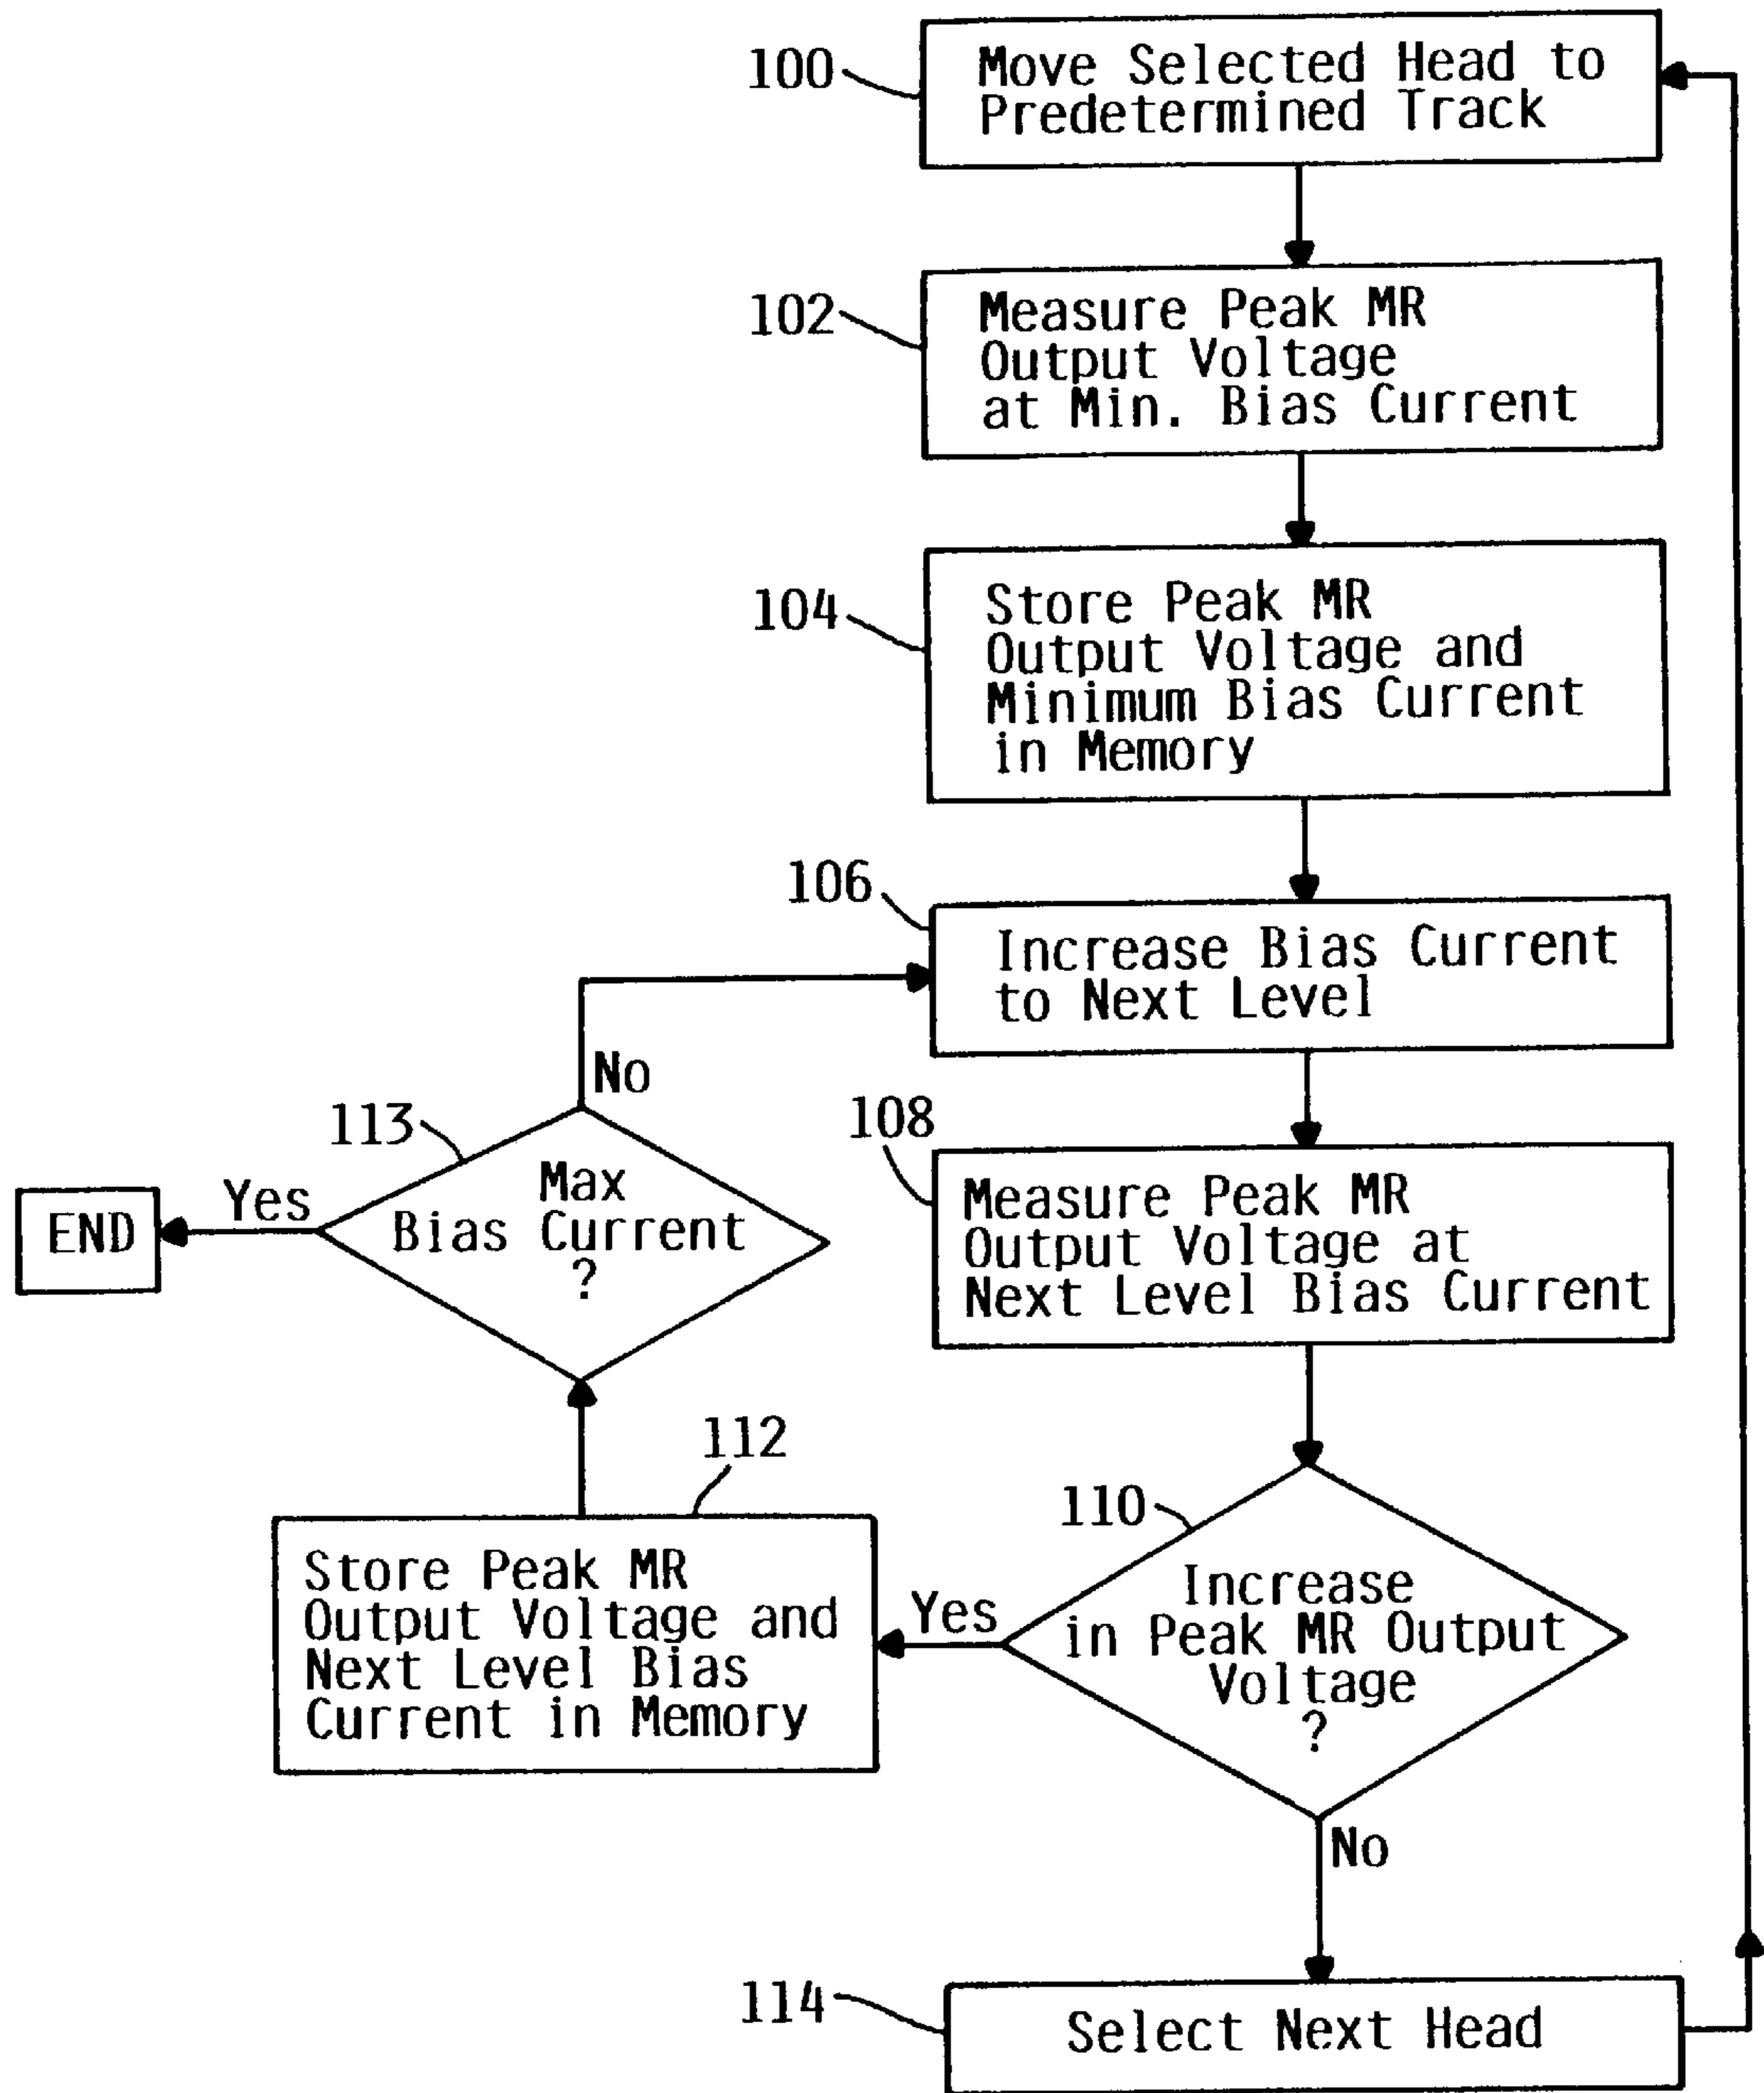 100
Move Selected Head to
Predetermined Track
102
Measure Peak MR
Output Voltage
at Min. Bias Current
104
Store Peak MR
Output Voltage and
Minimum Bias Current
in Memory
106
Increase Bias Current
to Next Level
No
113
Max
Bias Current
?
Yes
END
108
Measure Peak MR
Output Voltage at
Next Level Bias Current
112
Store Peak MR
Output Voltage and
Next Level Bias
Current in Memory
110
Increase
in Peak MR Output
Voltage
?
Yes
No
114
Select Next Head